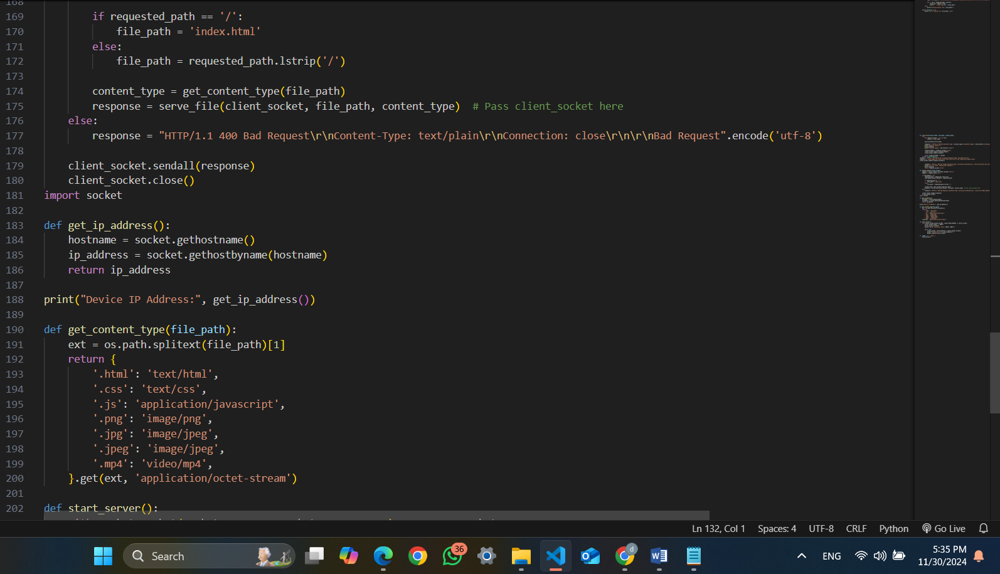 168
169         if requested_path == '/':
170             file_path = 'index.html'
171         else:
172             file_path = requested_path.lstrip('/')
173
174         content_type = get_content_type(file_path)
175         response = serve_file(client_socket, file_path, content_type)  # Pass client_socket here
176     else:
177         response = "HTTP/1.1 400 Bad Request\r\nContent-Type: text/plain\r\nConnection: close\r\n\r\nBad Request".encode('utf-8')
178
179     client_socket.sendall(response)
180     client_socket.close()
181 import socket
182
183 def get_ip_address():
184     hostname = socket.gethostname()
185     ip_address = socket.gethostbyname(hostname)
186     return ip_address
187
188 print("Device IP Address:", get_ip_address())
189
190 def get_content_type(file_path):
191     ext = os.path.splitext(file_path)[1]
192     return {
193         '.html': 'text/html',
194         '.css': 'text/css',
195         '.js': 'application/javascript',
196         '.png': 'image/png',
197         '.jpg': 'image/jpeg',
198         '.jpeg': 'image/jpeg',
199         '.mp4': 'video/mp4',
200     }.get(ext, 'application/octet-stream')
201
202 def start_server():
Ln 132, Col 1 Spaces: 4 UTF-8 CRLF Python Go Live
Search 36 d ENG 5:35 PM
11/30/2024